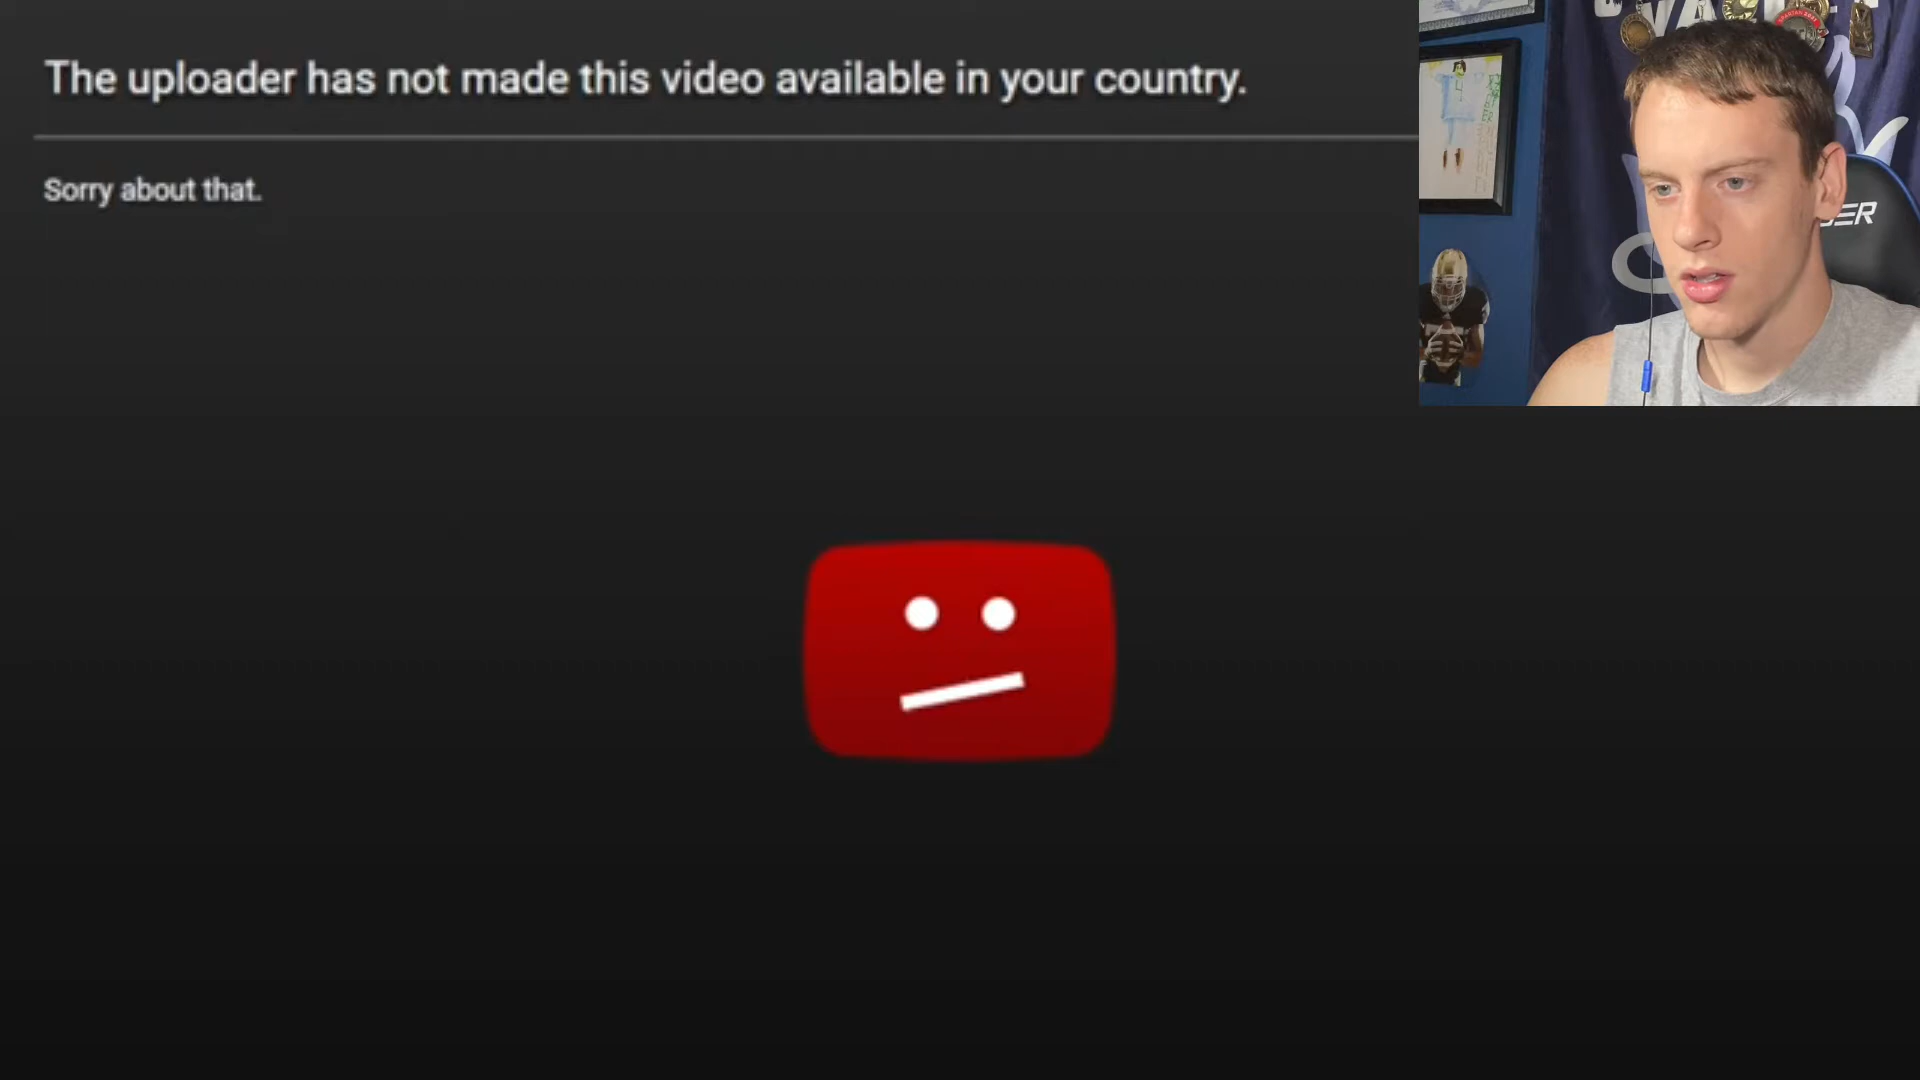 The uploader has not made this video available in your country.
Sorry about that.